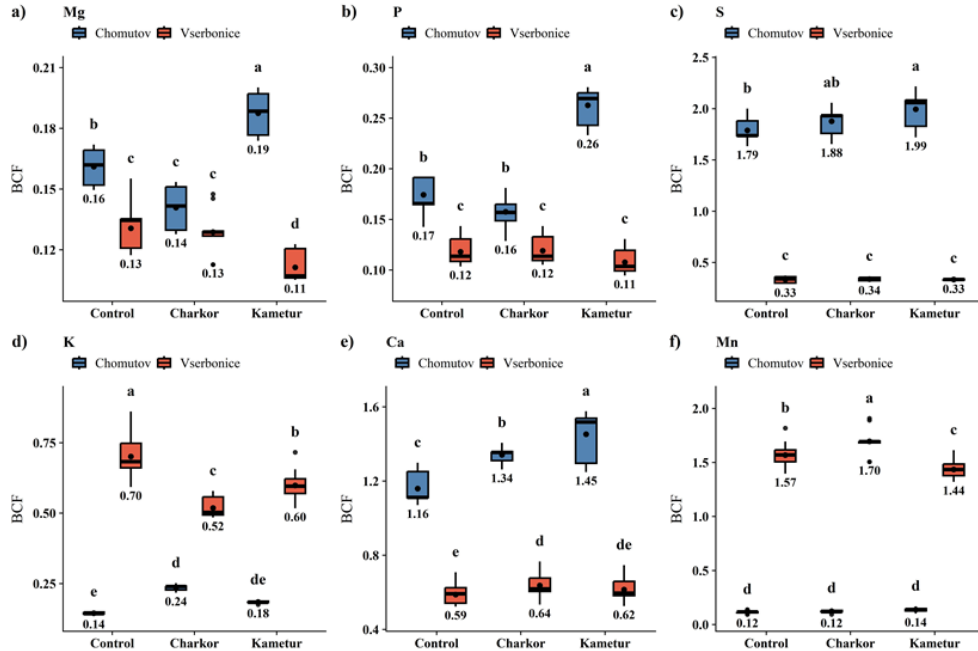 a) Mg
Chomutov Vserbonice
0.21
0.18
0.15
0.12
BCF
b
c
c
c
a
d
0.16
0.13
0.14
0.13
0.19
0.11
Control Charkor Kametur
b) P
Chomutov Vserbonice
0.30
0.25
0.20
0.15
0.10
BCF
b
c
b
c
a
c
0.17
0.12
0.16
0.12
0.26
0.11
Control Charkor Kametur
c) S
Chomutov Vserbonice
2.5
2.0
1.5
1.0
0.5
BCF
b
c
ab
c
a
c
1.79
0.33
1.88
0.34
1.99
0.33
Control Charkor Kametur
d) K
Chomutov Vserbonice
0.75
0.50
0.25
BCF
e
a
d
c
de
b
0.14
0.70
0.24
0.52
0.18
0.60
Control Charkor Kametur
e) Ca
Chomutov Vserbonice
1.6
1.2
0.8
0.4
BCF
c
e
b
d
a
de
1.16
0.59
1.34
0.64
1.45
0.62
Control Charkor Kametur
f) Mn
Chomutov Vserbonice
2.0
1.5
1.0
0.5
0.0
BCF
d
b
d
a
d
c
0.12
1.57
0.12
1.70
0.14
1.44
Control Charkor Kametur